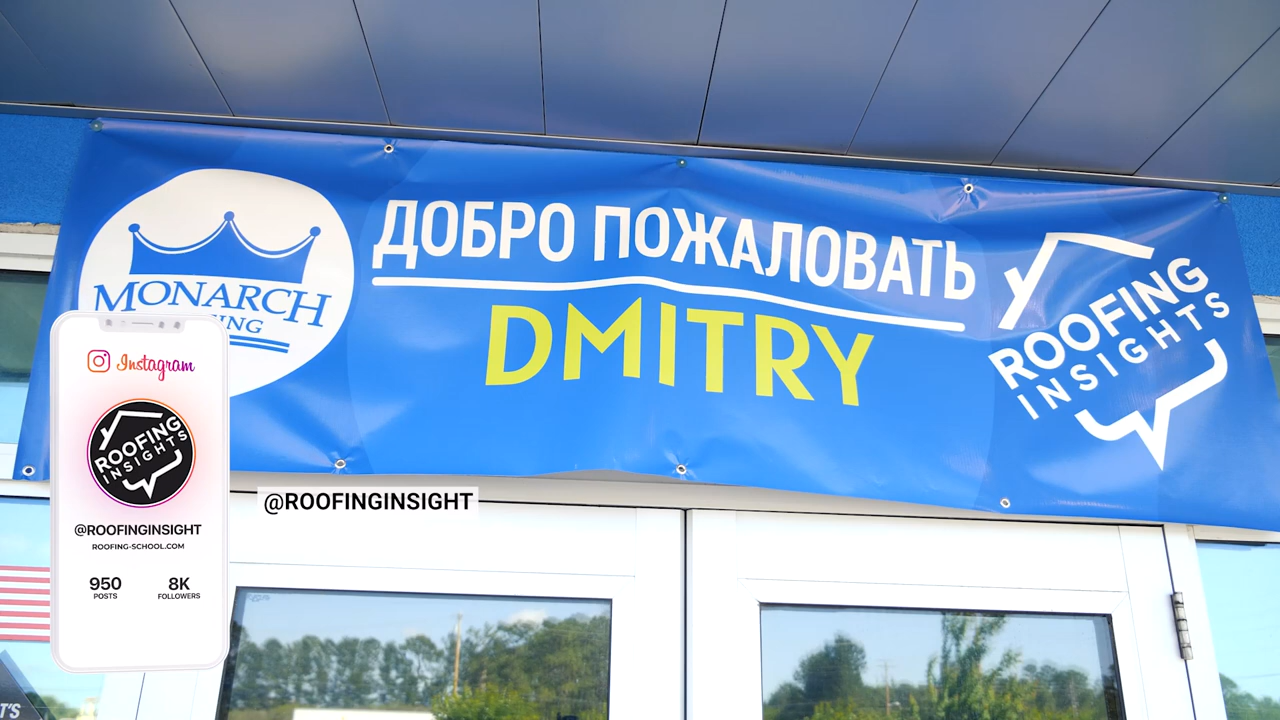 ДОБРО ПОЖАЛОВАТЬ
DMITRY
MONARCH
ROOFING
INSIGHTS
Instagram
ROOFING
INSIGHTS
@ROOFINGINSIGHT
ROOFING-SCHOOL.COM
950
POSTS
8K
FOLLOWERS
@ROOFINGINSIGHT